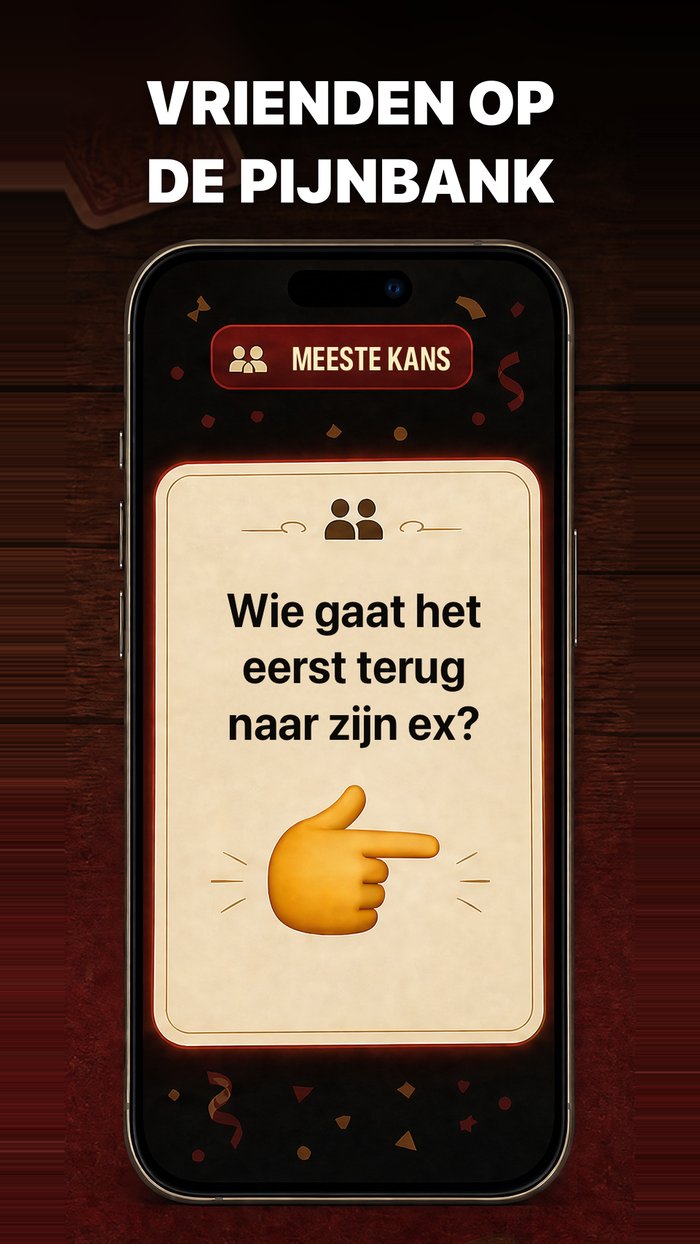 VRIENDEN OP
DE PIJNBANK
MEESTE KANS
Wie gaat het
eerst terug
naar zijn ex?